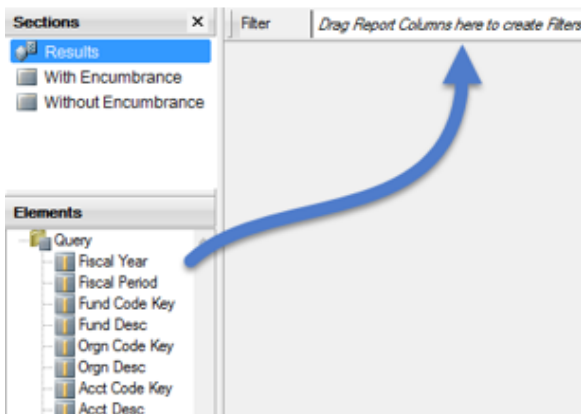 Sections
Filter
Drag Report Columns here to create Filters
Results
With Encumbrance
Without Encumbrance
Elements
Query
Fiscal Year
Fiscal Period
Fund Code Key
Fund Desc
Orgn Code Key
Orgn Desc
Acct Code Key
Acct Desc